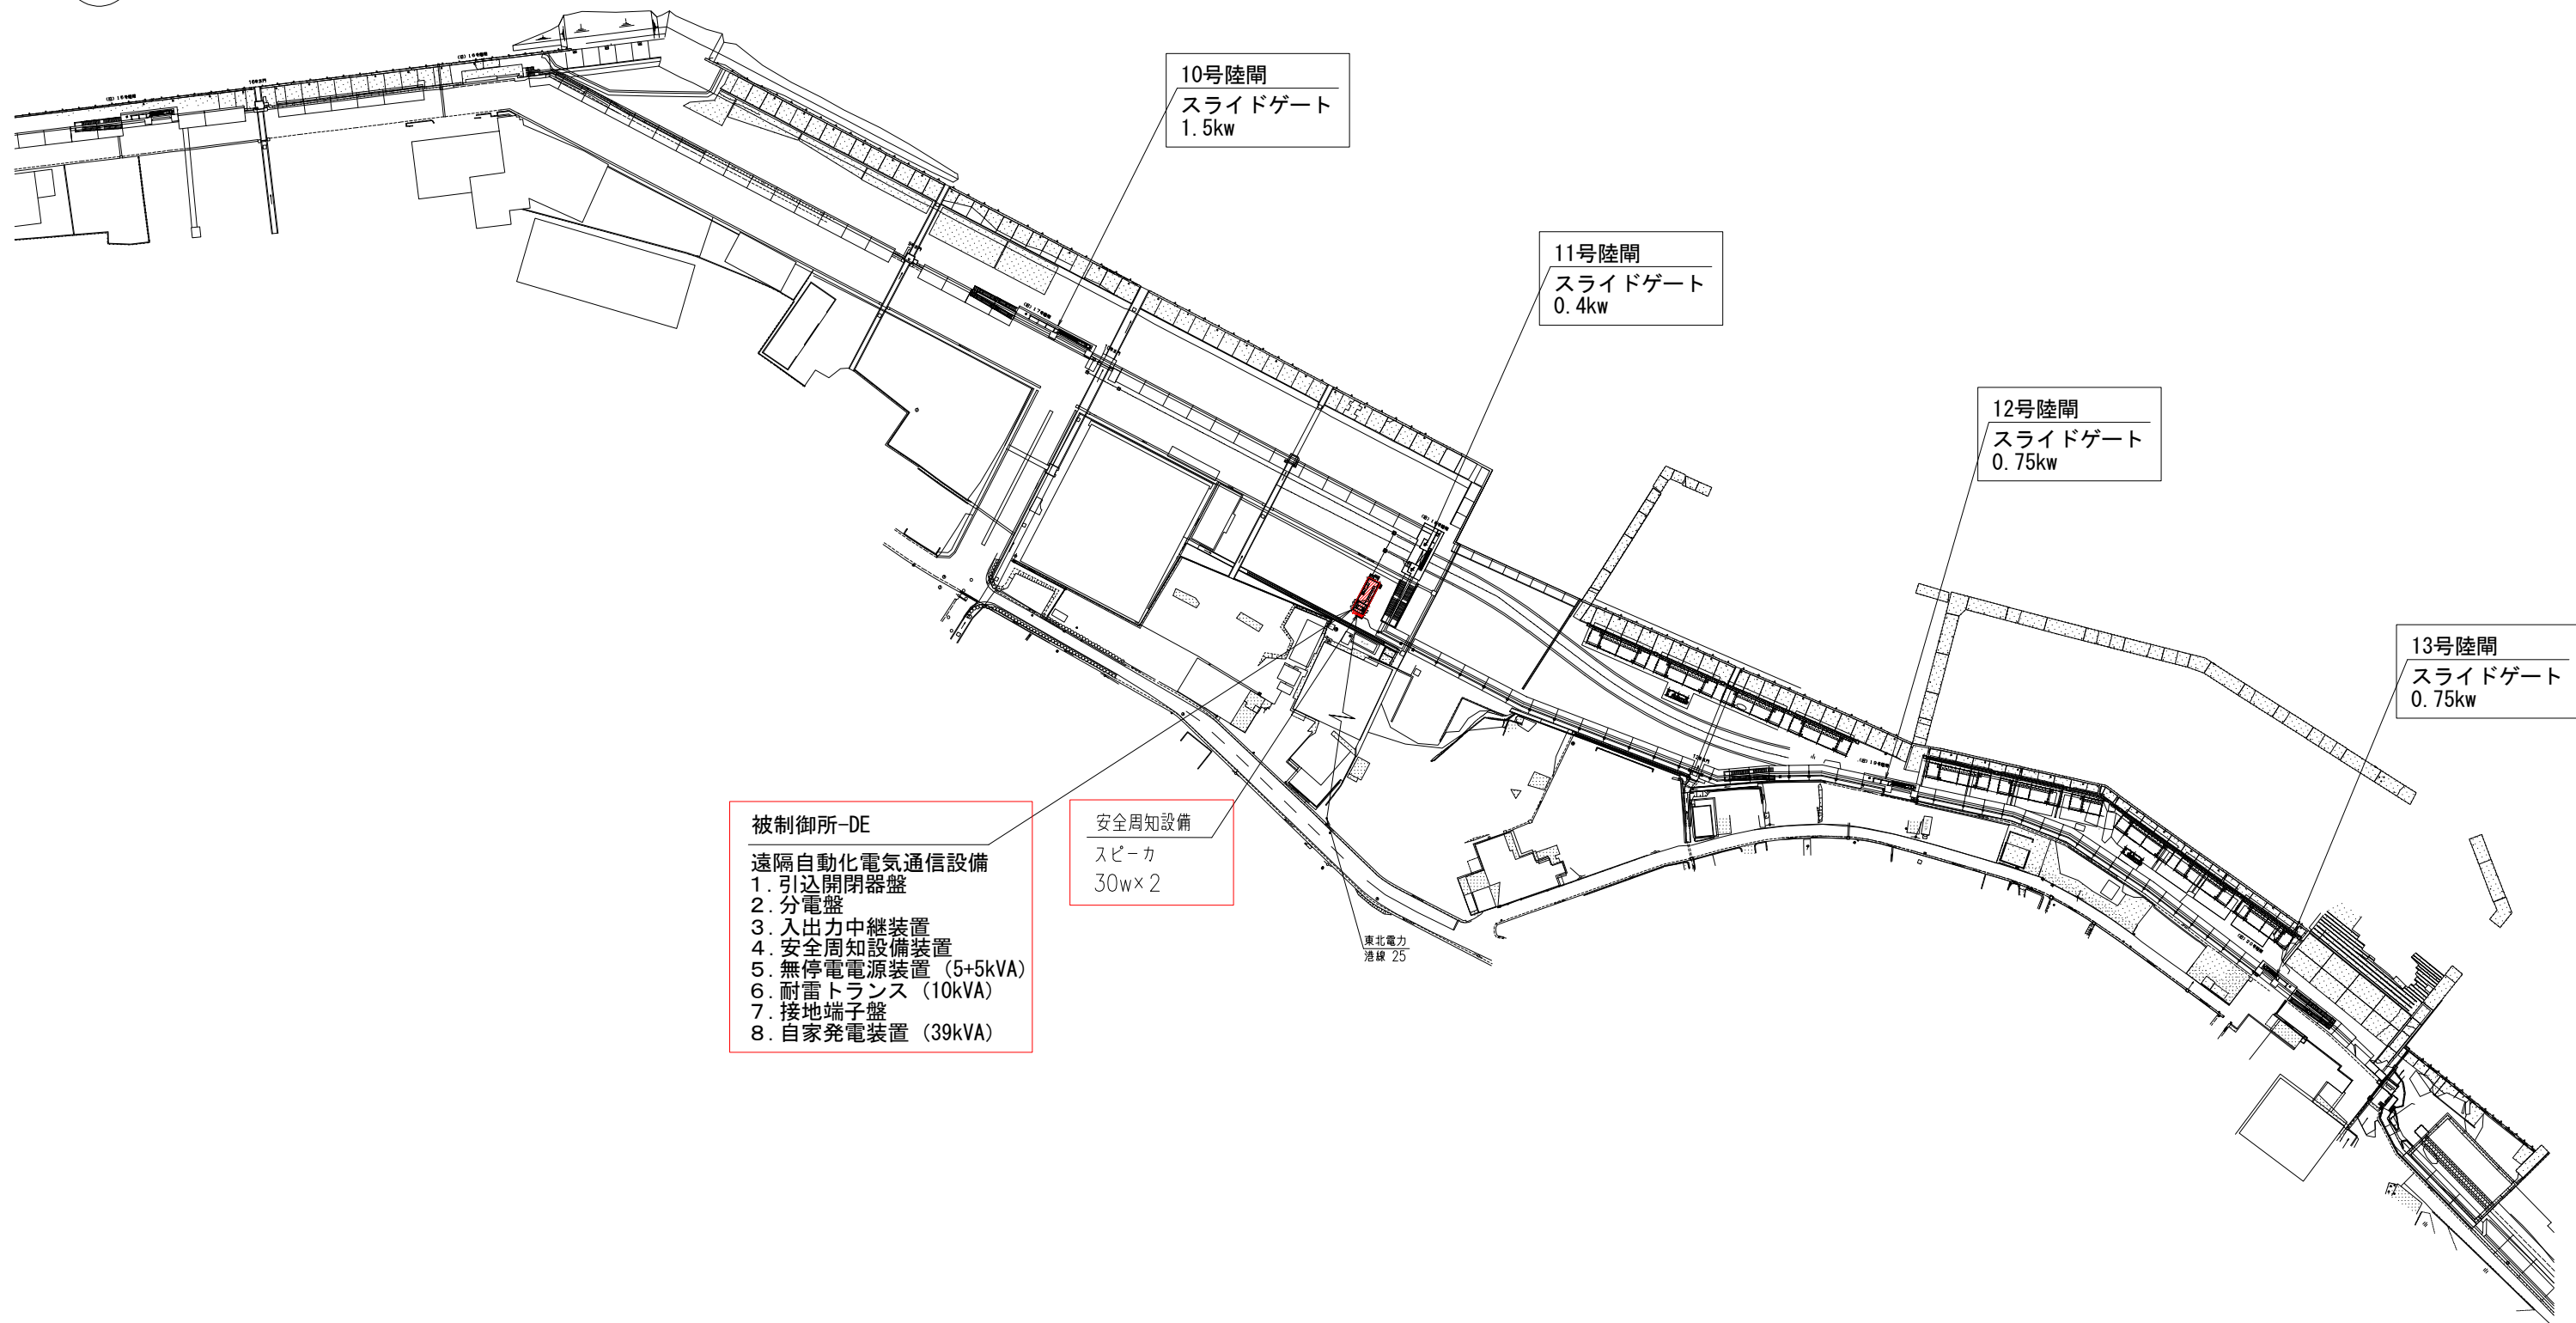 10号陸閘
スライドゲート
1.5kw
11号陸閘
スライドゲート
0.4kw
12号陸閘
スライドゲート
0.75kw
13号陸閘
スライドゲート
0.75kw
被制御所-DE
遠隔自動化電気通信設備
1.引込開閉器盤
2.分電盤
3.入出力中継装置
4.安全周知設備装置
5.無停電電源装置（5+5kVA）
6.耐雷トランス（10kVA）
7.接地端子盤
8.自家発電装置（39kVA）
安全周知設備
スピーカ
30w×2
東北電力
港線 25